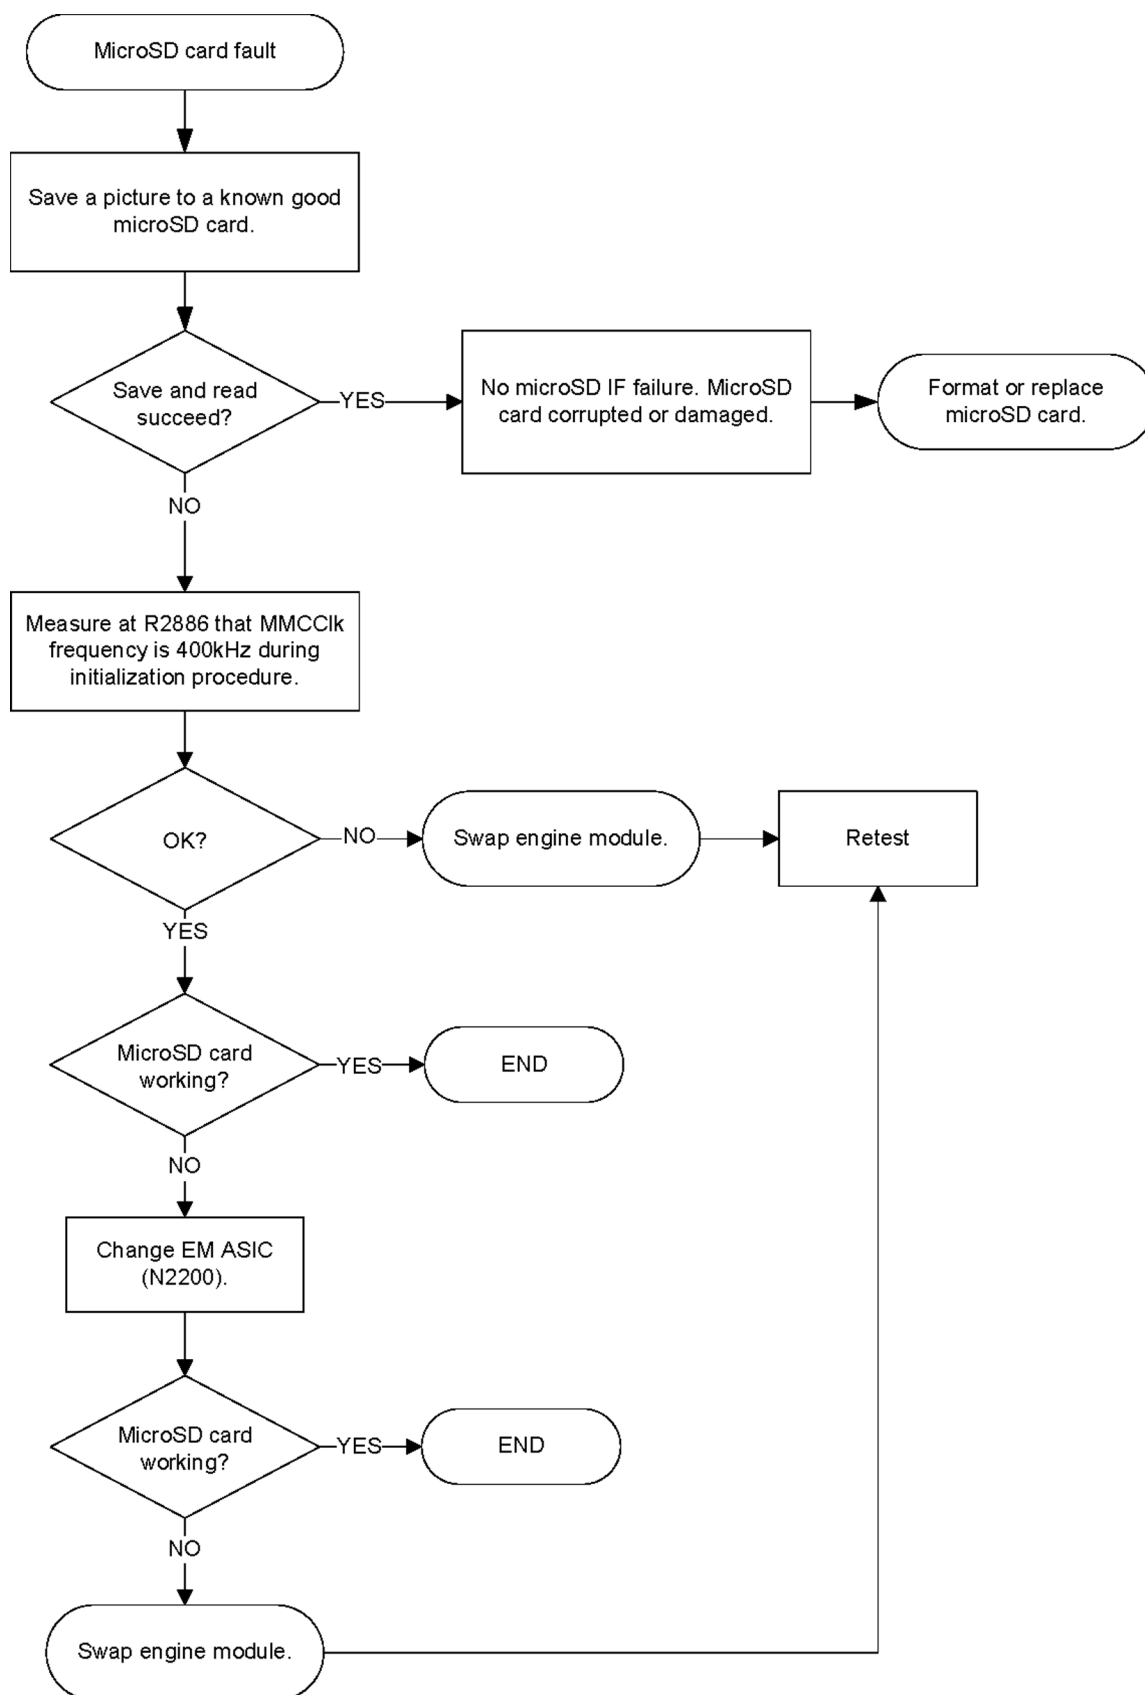 MicroSD card fault
Save a picture to a known good
microSD card.
Save and read
succeed?
YES
No microSD IF failure. MicroSD
card corrupted or damaged.
Format or replace
microSD card.
NO
Measure at R2886 that MMCClk
frequency is 400kHz during
initialization procedure.
OK?
NO
Swap engine module.
Retest
YES
MicroSD card
working?
YES
END
NO
Change EM ASIC
(N2200).
MicroSD card
working?
YES
END
NO
Swap engine module.